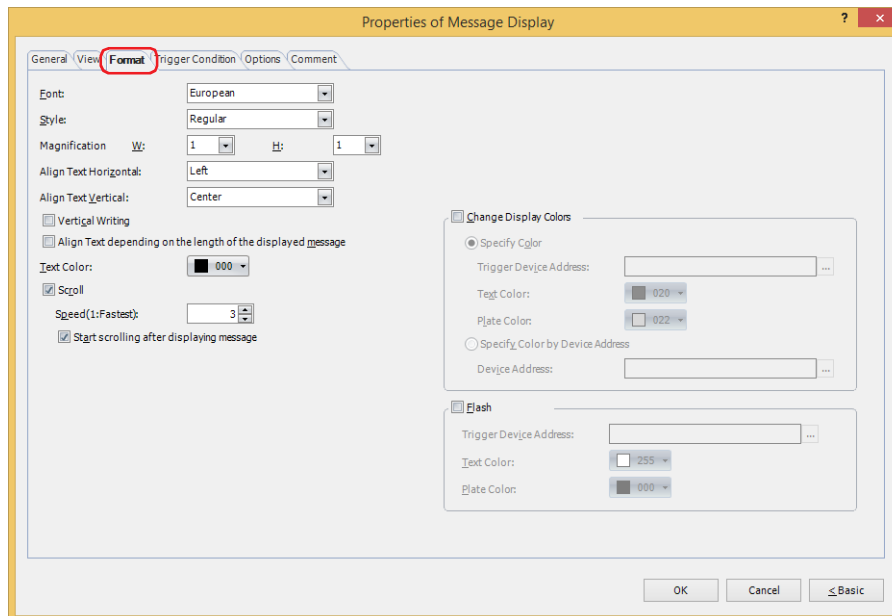 Properties of Message Display
?
General View Format Trigger Condition Options Comment
Font: European
Style: Regular
Magnification W: 1 H: 1
Align Text Horizontal: Left
Align Text Vertical: Center
Vertical Writing
Align Text depending on the length of the displayed message
Text Color: 000
Scroll
Speed(1:Fastest): 3
Start scrolling after displaying message
Change Display Colors
Specify Color
Trigger Device Address: ...
Text Color: 020
Plate Color: 022
Specify Color by Device Address
Device Address: ...
Flash
Trigger Device Address: ...
Text Color: 255
Plate Color: 000
OK Cancel < Basic